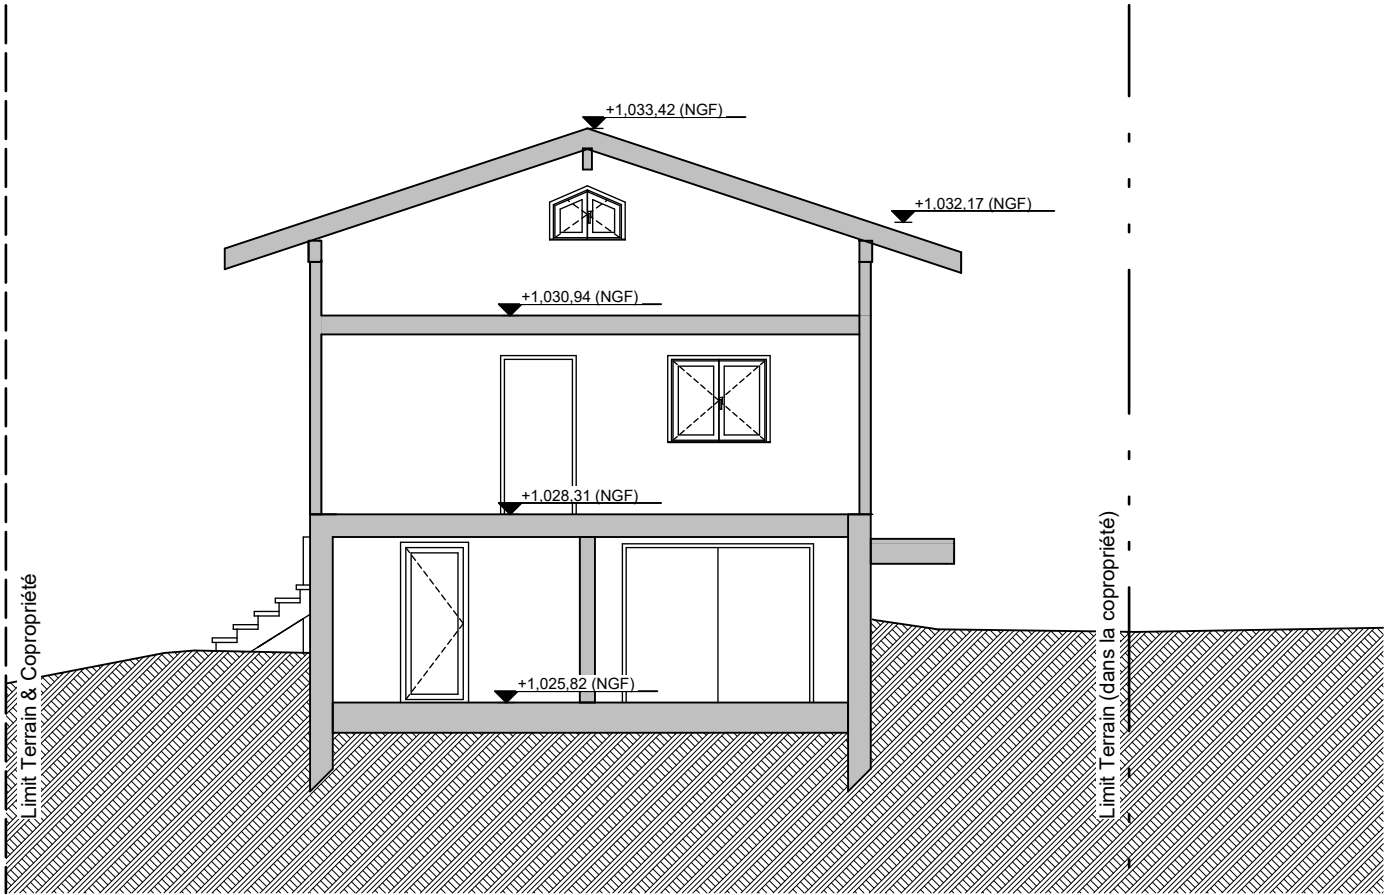 +1,033,42 (NGF)
+1,032,17 (NGF)
+1,030,94 (NGF)
+1,028,31 (NGF)
+1,025,82 (NGF)
Limit Terrain & Copropriété
Limit Terrain (dans la copropriété)